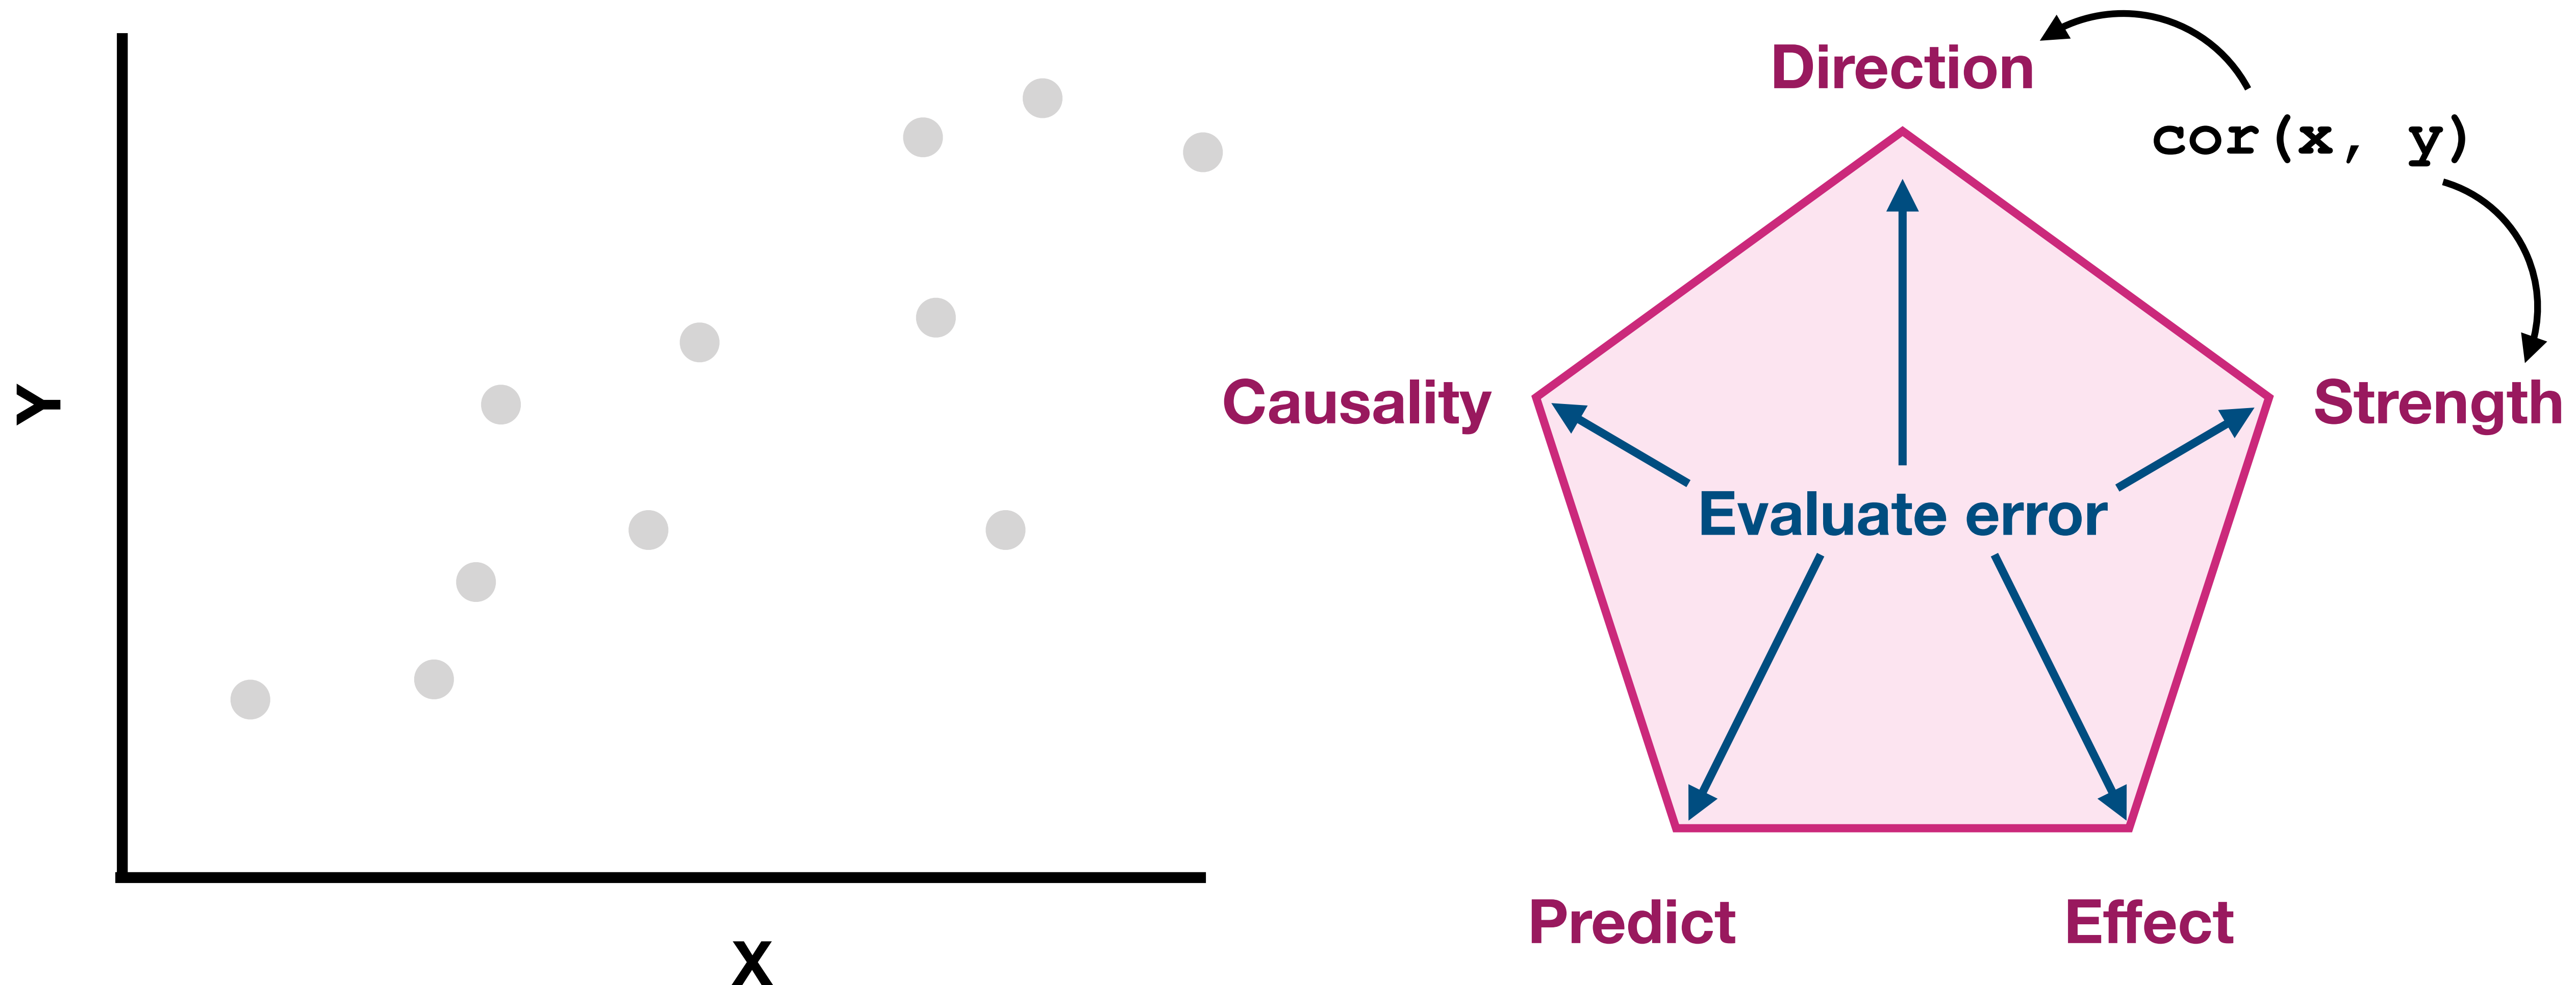 Y
X
Direction
cor(x, y)
Causality
Strength
Evaluate error
Predict
Effect